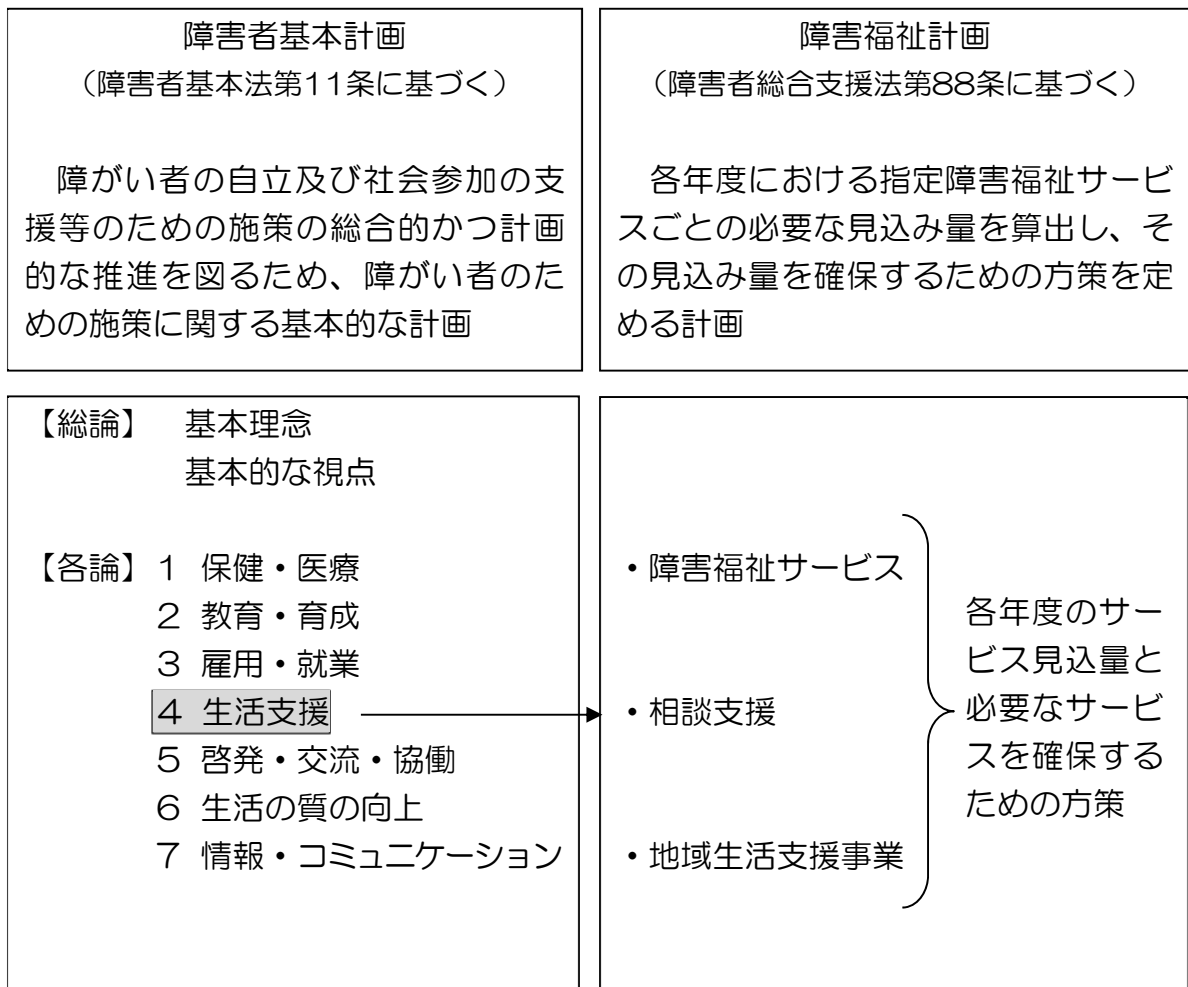 障害者基本計画
（障害者基本法第11条に基づく）
障がい者の自立及び社会参加の支
援等のための施策の総合的かつ計画
的な推進を図るため、障がい者のた
めの施策に関する基本的な計画
障害福祉計画
（障害者総合支援法第88条に基づく）
各年度における指定障害福祉サービ
スごとの必要な見込み量を算出し、そ
の見込み量を確保するための方策を定
める計画
【総論】　基本理念
基本的な視点
【各論】１ 保健・医療
２ 教育・育成
３ 雇用・就業
４ 生活支援
５ 啓発・交流・協働
６ 生活の質の向上
７ 情報・コミュニケーション
・障害福祉サービス
・相談支援
・地域生活支援事業
各年度のサー
ビス見込量と
必要なサービ
スを確保する
ための方策